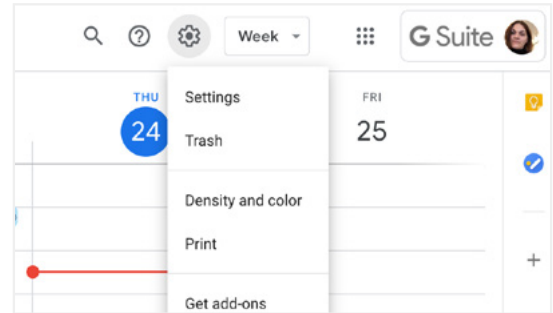 Week
G Suite
THU
24
FRI
25
Settings
Trash
Density and color
Print
Get add-ons